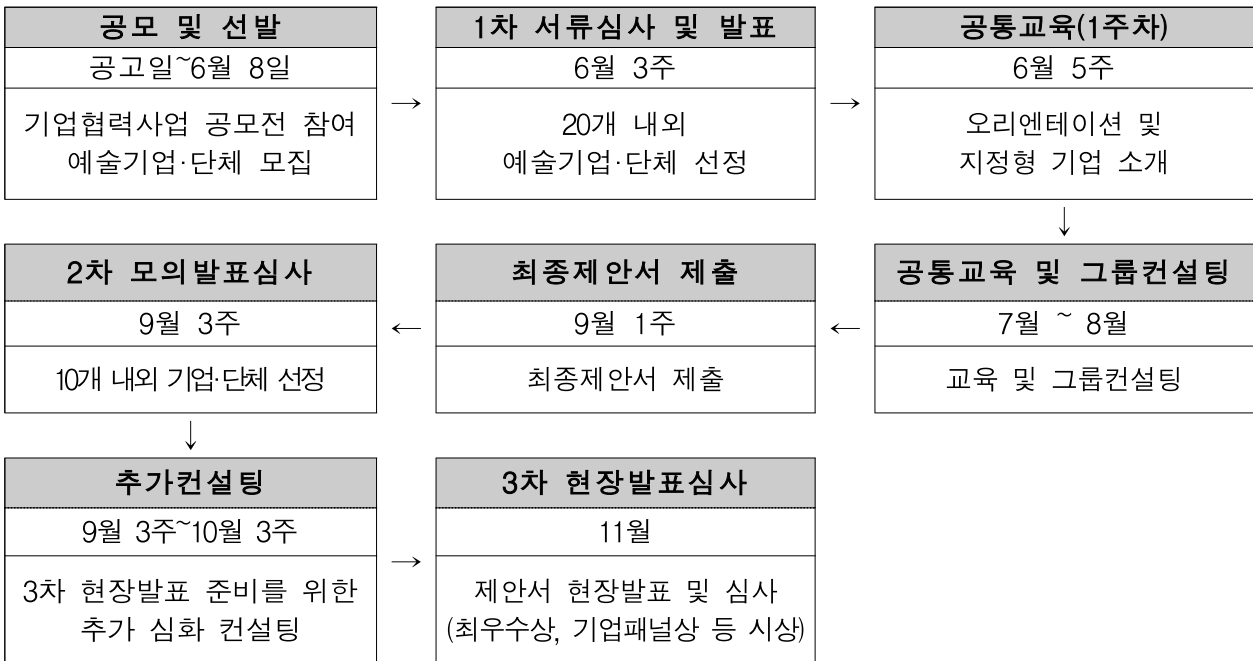 공모 및 선발
공고일~6월 8일
기업협력사업 공모전 참여
예술기업·단체 모집
→
1차 서류심사 및 발표
6월 3주
20개 내외
예술기업·단체 선정
→
공통교육(1주차)
6월 5주
오리엔테이션 및
지정형 기업 소개
↓
공통교육 및 그룹컨설팅
7월 ~ 8월
교육 및 그룹컨설팅
←
최종제안서 제출
9월 1주
최종제안서 제출
←
2차 모의발표심사
9월 3주
10개 내외 기업·단체 선정
↓
추가컨설팅
9월 3주~10월 3주
3차 현장발표 준비를 위한
추가 심화 컨설팅
→
3차 현장발표심사
11월
제안서 현장발표 및 심사
(최우수상, 기업패널상 등 시상)